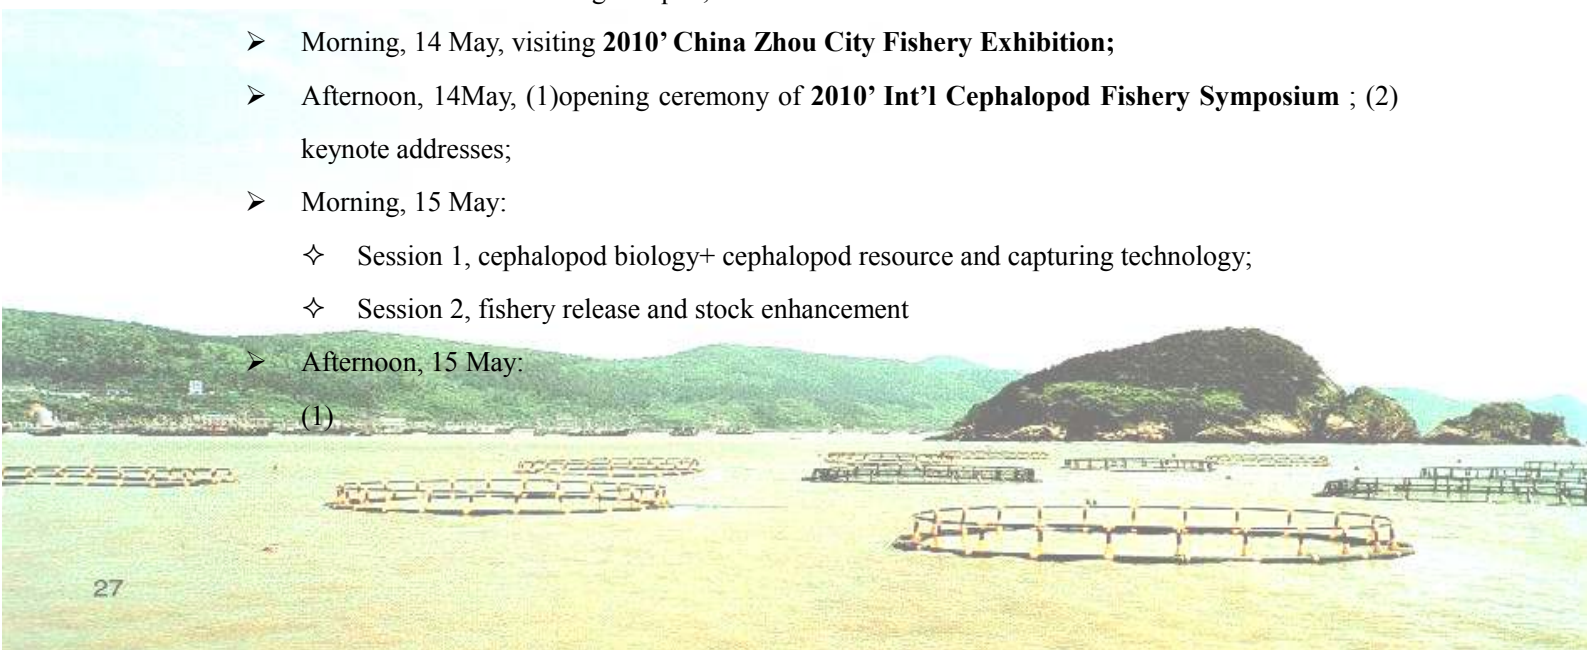 ➢ Morning, 14 May, visiting 2010’ China Zhou City Fishery Exhibition;
➢ Afternoon, 14May, (1)opening ceremony of 2010’ Int’l Cephalopod Fishery Symposium ; (2)
keynote addresses;
➢ Morning, 15 May:
✧ Session 1, cephalopod biology+ cephalopod resource and capturing technology;
✧ Session 2, fishery release and stock enhancement
➢ Afternoon, 15 May:
(1)
27